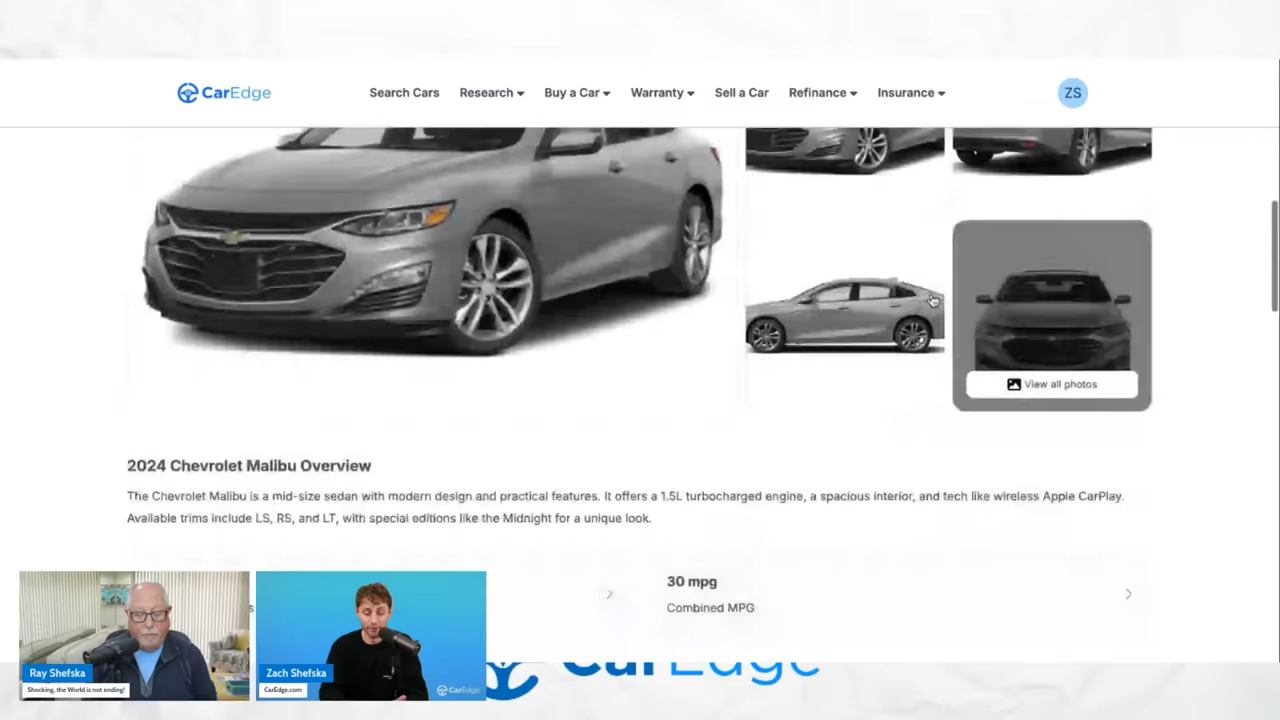 CarEdge
Search Cars Research Buy a Car Warranty Sell a Car Refinance Insurance
ZS
View all photos
2024 Chevrolet Malibu Overview
The Chevrolet Malibu is a mid-size sedan with modern design and practical features. It offers a 1.5L turbocharged engine, a spacious interior, and tech like wireless Apple CarPlay.
Available trims include LS, RS, and LT, with special editions like the Midnight for a unique look.
30 mpg
s
Combined MPG
Ray Shefska
Shocking, the World is not ending!
Zach Shefska
CarEdge.com
CarEdge
CarEdge